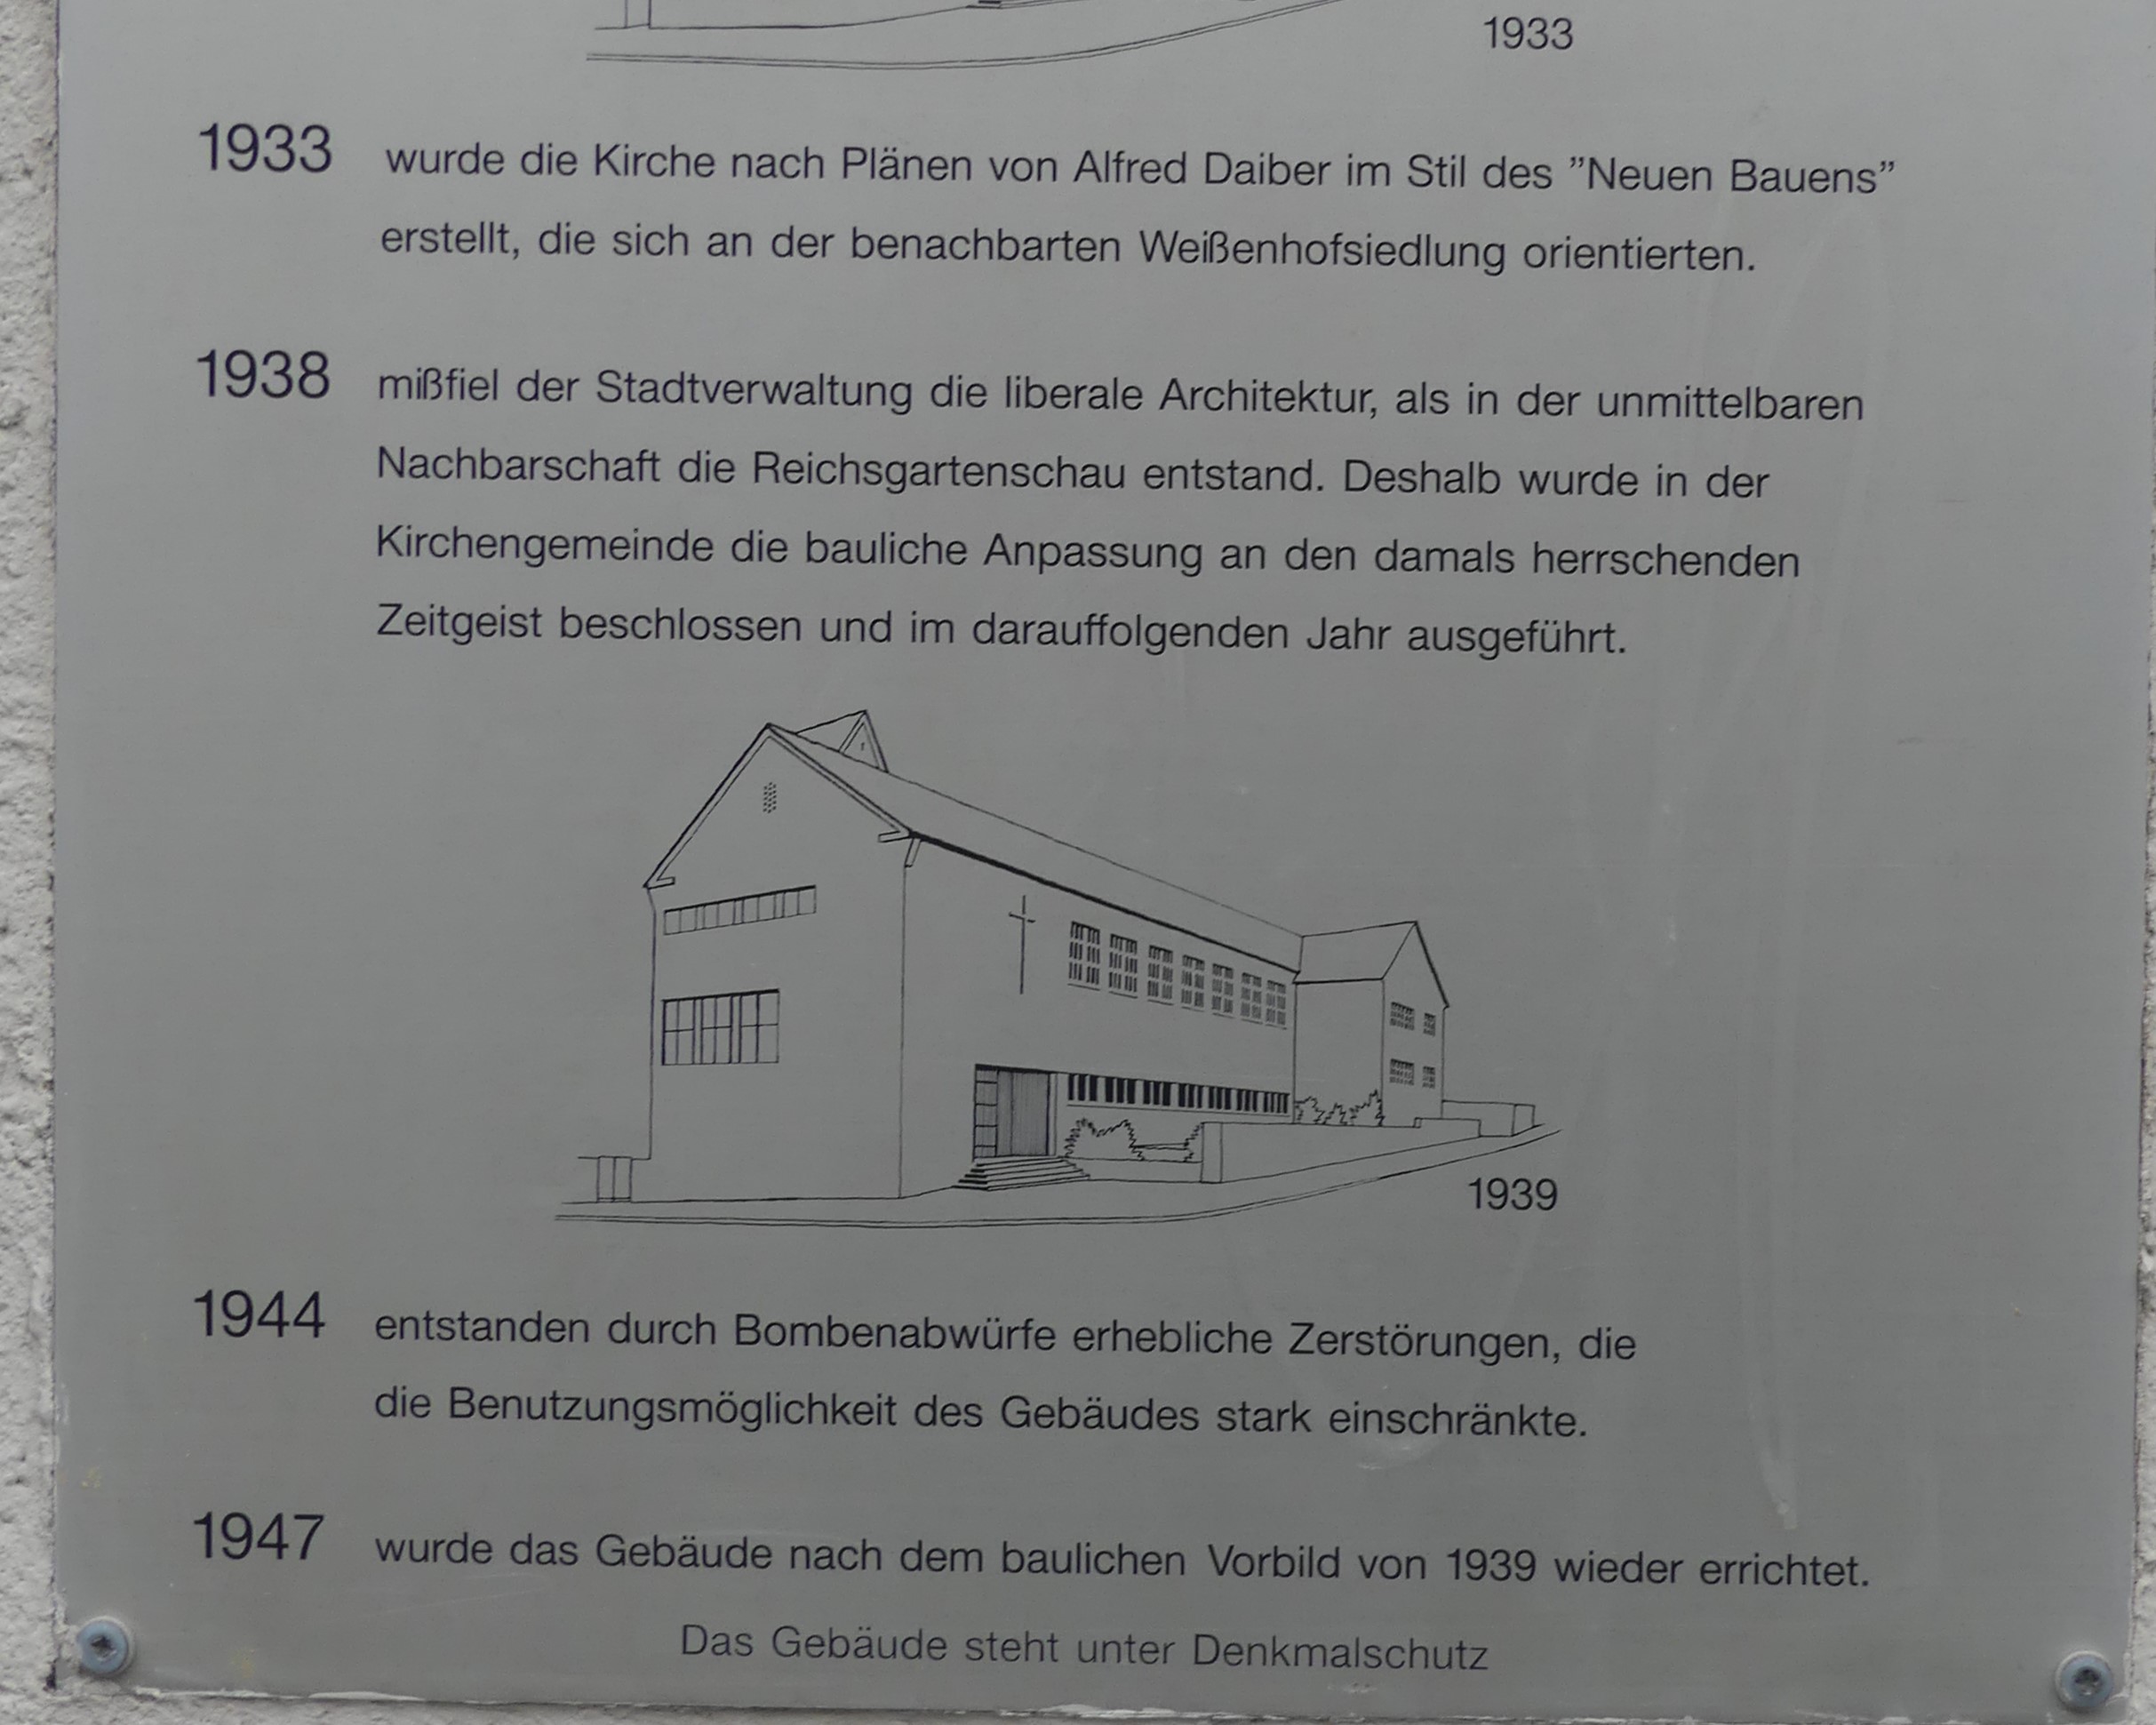 1933
1933 wurde die Kirche nach Plänen von Alfred Daiber im Stil des ”Neuen Bauens”
erstellt, die sich an der benachbarten Weißenhofsiedlung orientierten.
1938 mißfiel der Stadtverwaltung die liberale Architektur, als in der unmittelbaren
Nachbarschaft die Reichsgartenschau entstand. Deshalb wurde in der
Kirchengemeinde die bauliche Anpassung an den damals herrschenden
Zeitgeist beschlossen und im darauffolgenden Jahr ausgeführt.
1939
1944 entstanden durch Bombenabwürfe erhebliche Zerstörungen, die
die Benutzungsmöglichkeit des Gebäudes stark einschränkte.
1947 wurde das Gebäude nach dem baulichen Vorbild von 1939 wieder errichtet.
Das Gebäude steht unter Denkmalschutz